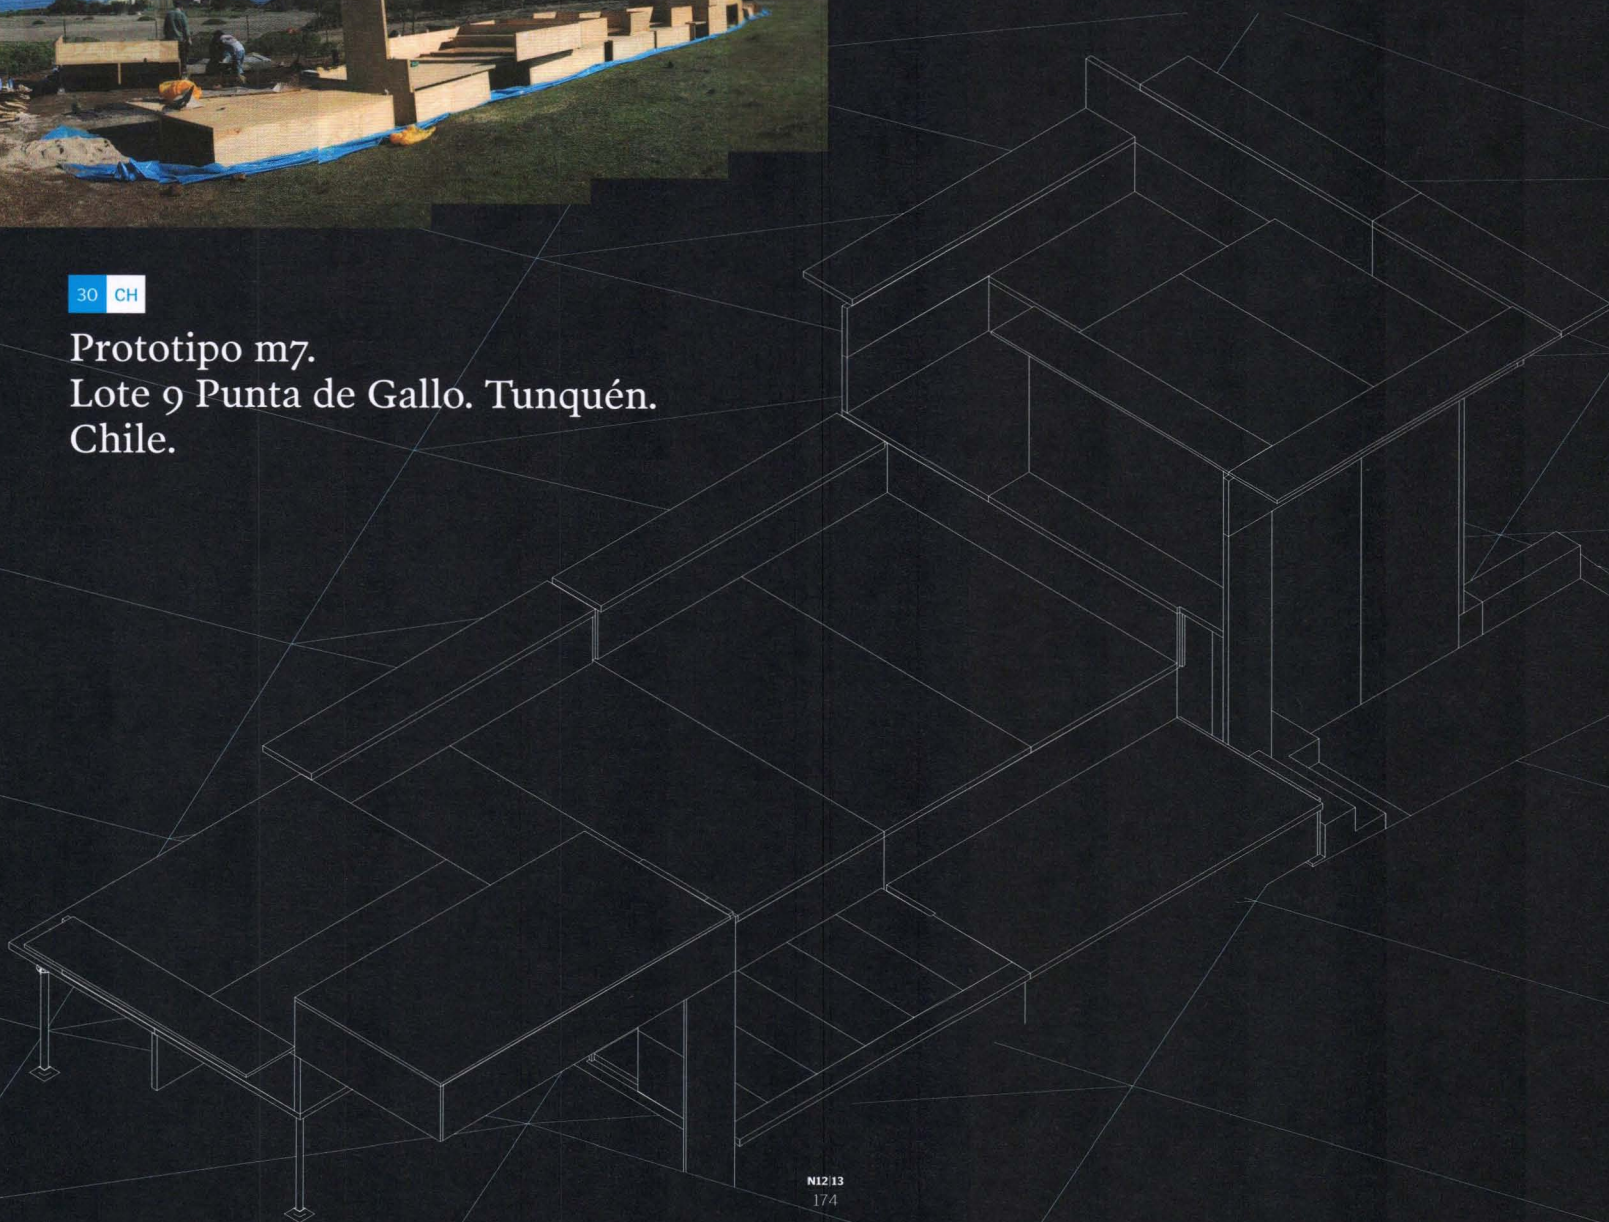 30 CH
Prototipo m7.
Lote 9 Punta de Gallo. Tunquén.
Chile.
N12|13
174